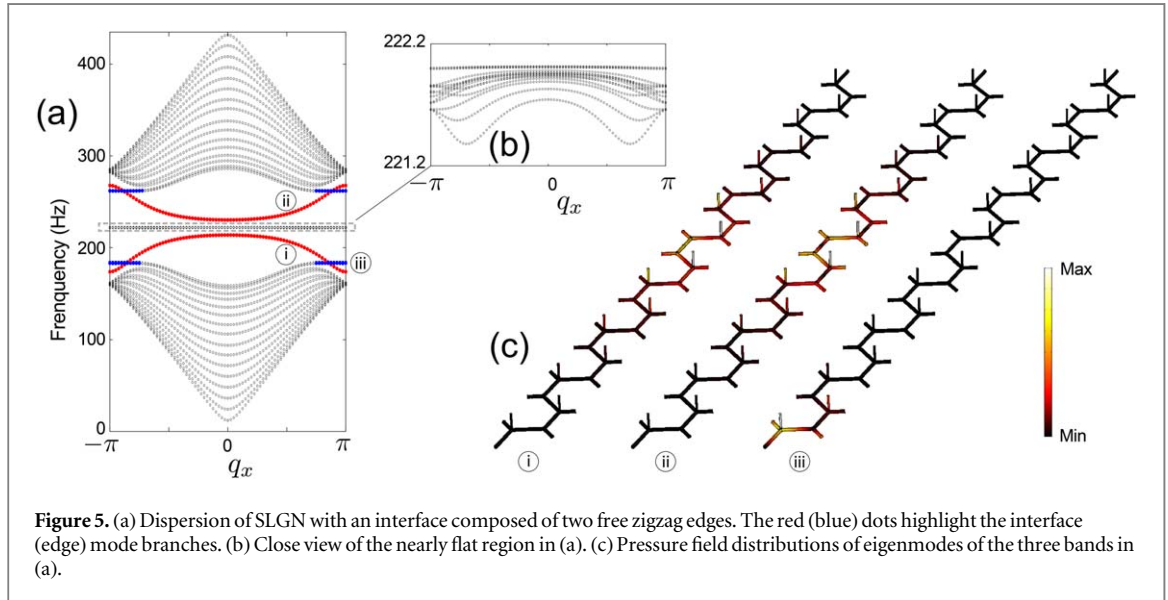 400
300
200
100
0
Frenquency (Hz)
−π
0
π
q_x
(a)
ii
i
iii
222.2
221.2
−π
0
π
q_x
(b)
(c)
i
ii
iii
Max
Min
Figure 5. (a) Dispersion of SLGN with an interface composed of two free zigzag edges. The red (blue) dots highlight the interface
(edge) mode branches. (b) Close view of the nearly flat region in (a). (c) Pressure field distributions of eigenmodes of the three bands in
(a).